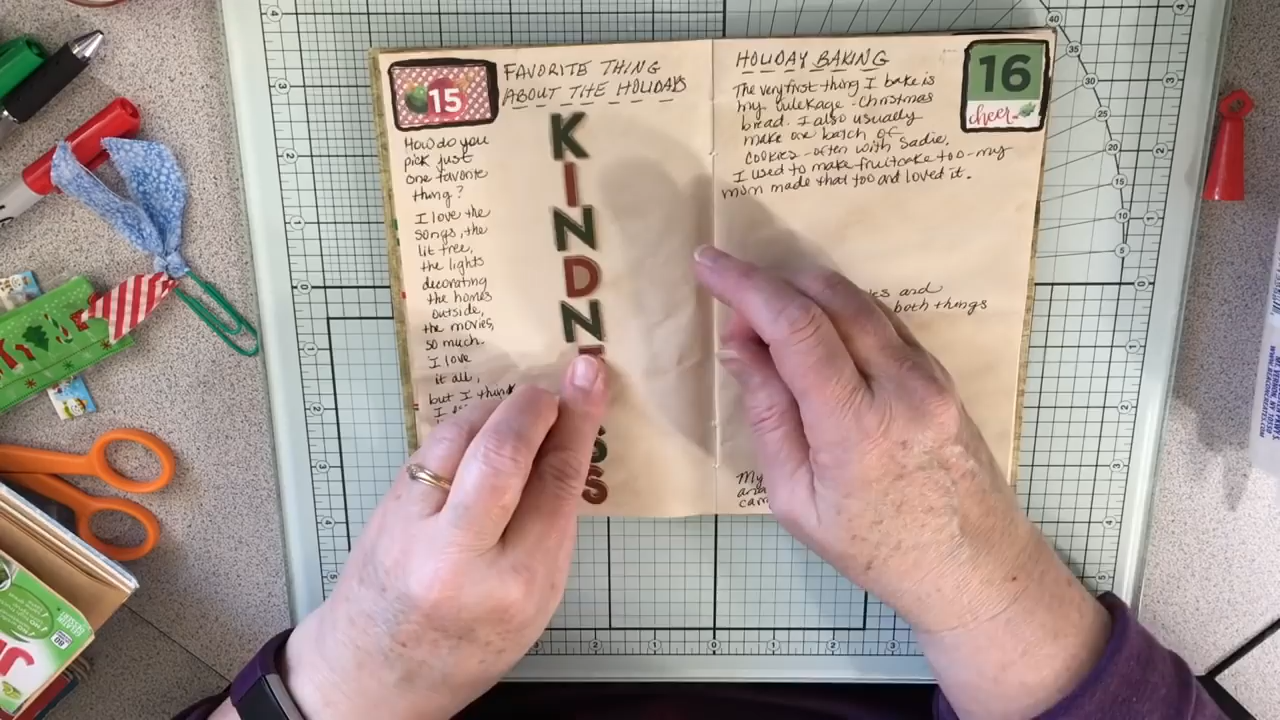 15
FAVORITE THING
ABOUT THE HOLIDAYS
How do you
pick just
one favorite
thing?
I love the
songs, the
lit tree,
the lights
decorating
the homes
outside,
the movies,
so much.
I love
it all,
but I think
I
KINDN
SS
HOLIDAY BAKING
The very first thing I bake is
my Julekage - Christmas
bread. I also usually
make one batch of
cookies - often with Sadie.
I used to make fruitcake too - my
mom made that too and loved it.
and
both things
My
16
cheer